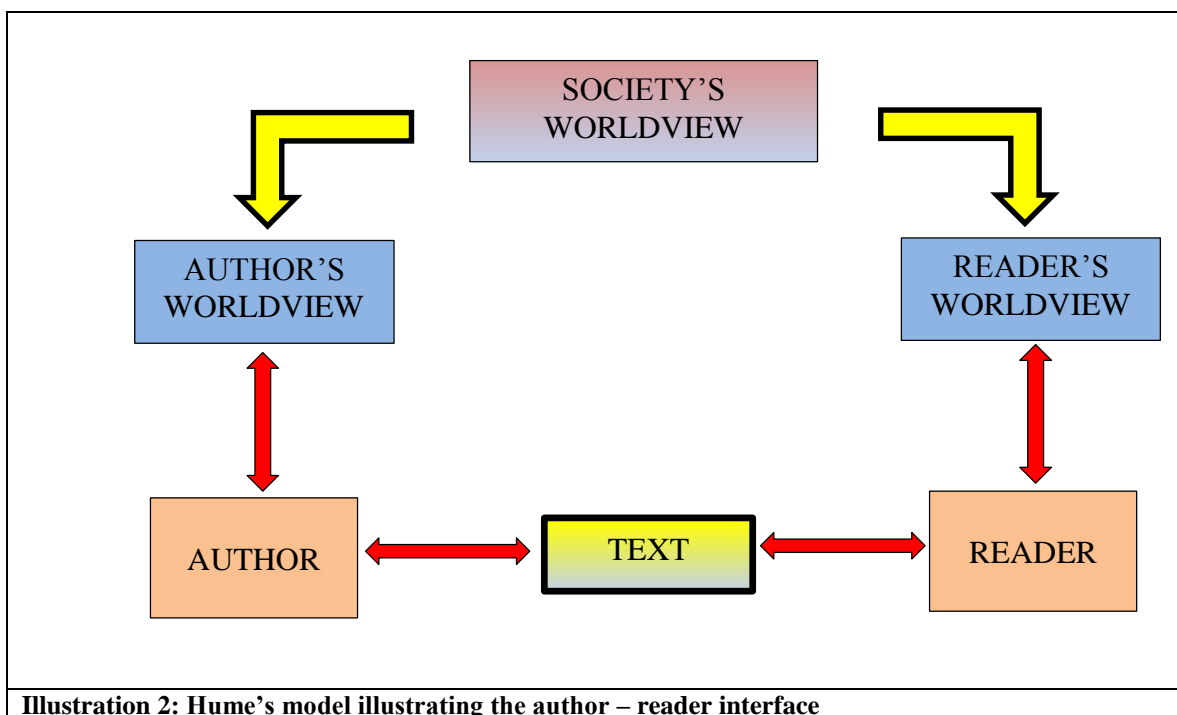 SOCIETY’S
WORLDVIEW
AUTHOR’S
WORLDVIEW
READER’S
WORLDVIEW
AUTHOR
TEXT
READER
Illustration 2: Hume’s model illustrating the author – reader interface